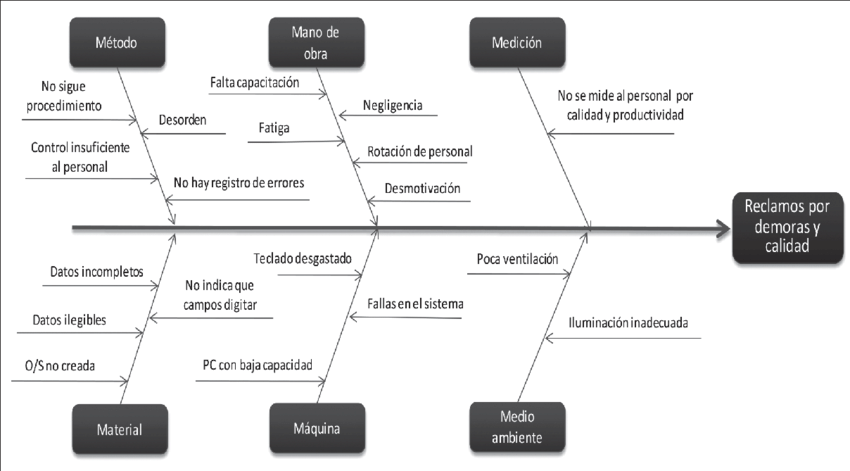 Método
Mano de
obra
Medición
No sigue
procedimiento
Desorden
Control insuficiente
al personal
No hay registro de errores
Falta capacitación
Negligencia
Fatiga
Rotación de personal
Desmotivación
No se mide al personal por
calidad y productividad
Reclamos por
demoras y
calidad
Datos incompletos
No indica que
campos digitar
Datos ilegibles
O/S no creada
Teclado desgastado
Fallas en el sistema
PC con baja capacidad
Poca ventilación
Iluminación inadecuada
Material
Máquina
Medio
ambiente